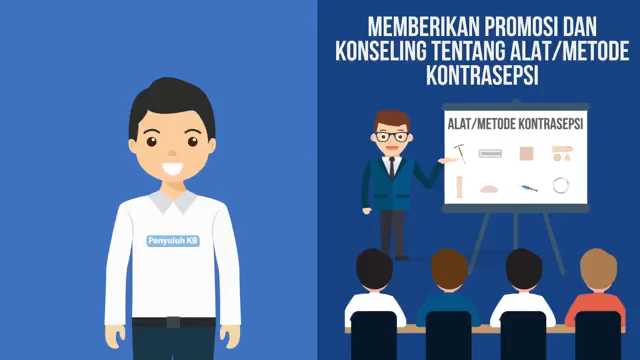 Penyuluh KB
MEMBERIKAN PROMOSI DAN
KONSELING TENTANG ALAT/METODE
KONTRASEPSI
ALAT/METODE KONTRASEPSI